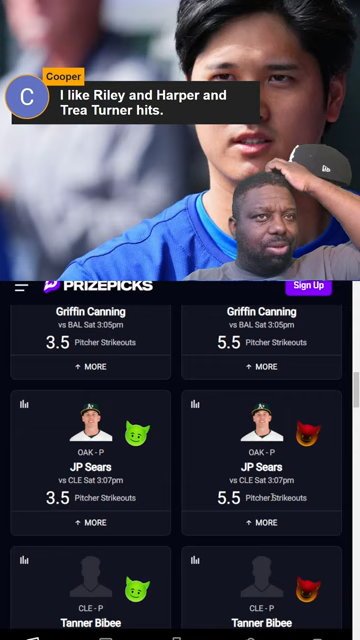 Cooper
C
I like Riley and Harper and
Trea Turner hits.
PRIZEPICKS
Sign Up
Griffin Canning
vs BAL Sat 3:05pm
3.5 Pitcher Strikeouts
↑ MORE
Griffin Canning
vs BAL Sat 3:05pm
5.5 Pitcher Strikeouts
↑ MORE
OAK - P
JP Sears
vs CLE Sat 3:07pm
3.5 Pitcher Strikeouts
↑ MORE
OAK - P
JP Sears
vs CLE Sat 3:07pm
5.5 Pitcher Strikeouts
↑ MORE
CLE - P
Tanner Bibee
CLE - P
Tanner Bibee